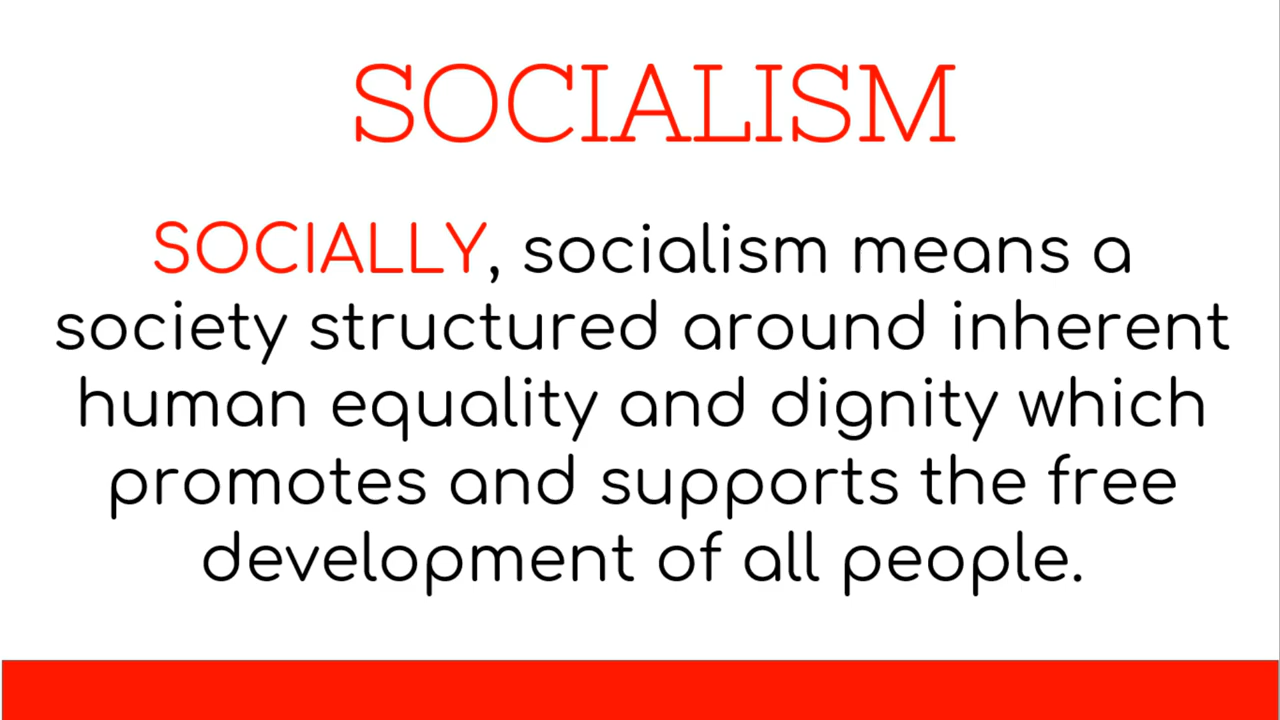 SOCIALISM
SOCIALLY, socialism means a
society structured around inherent
human equality and dignity which
promotes and supports the free
development of all people.